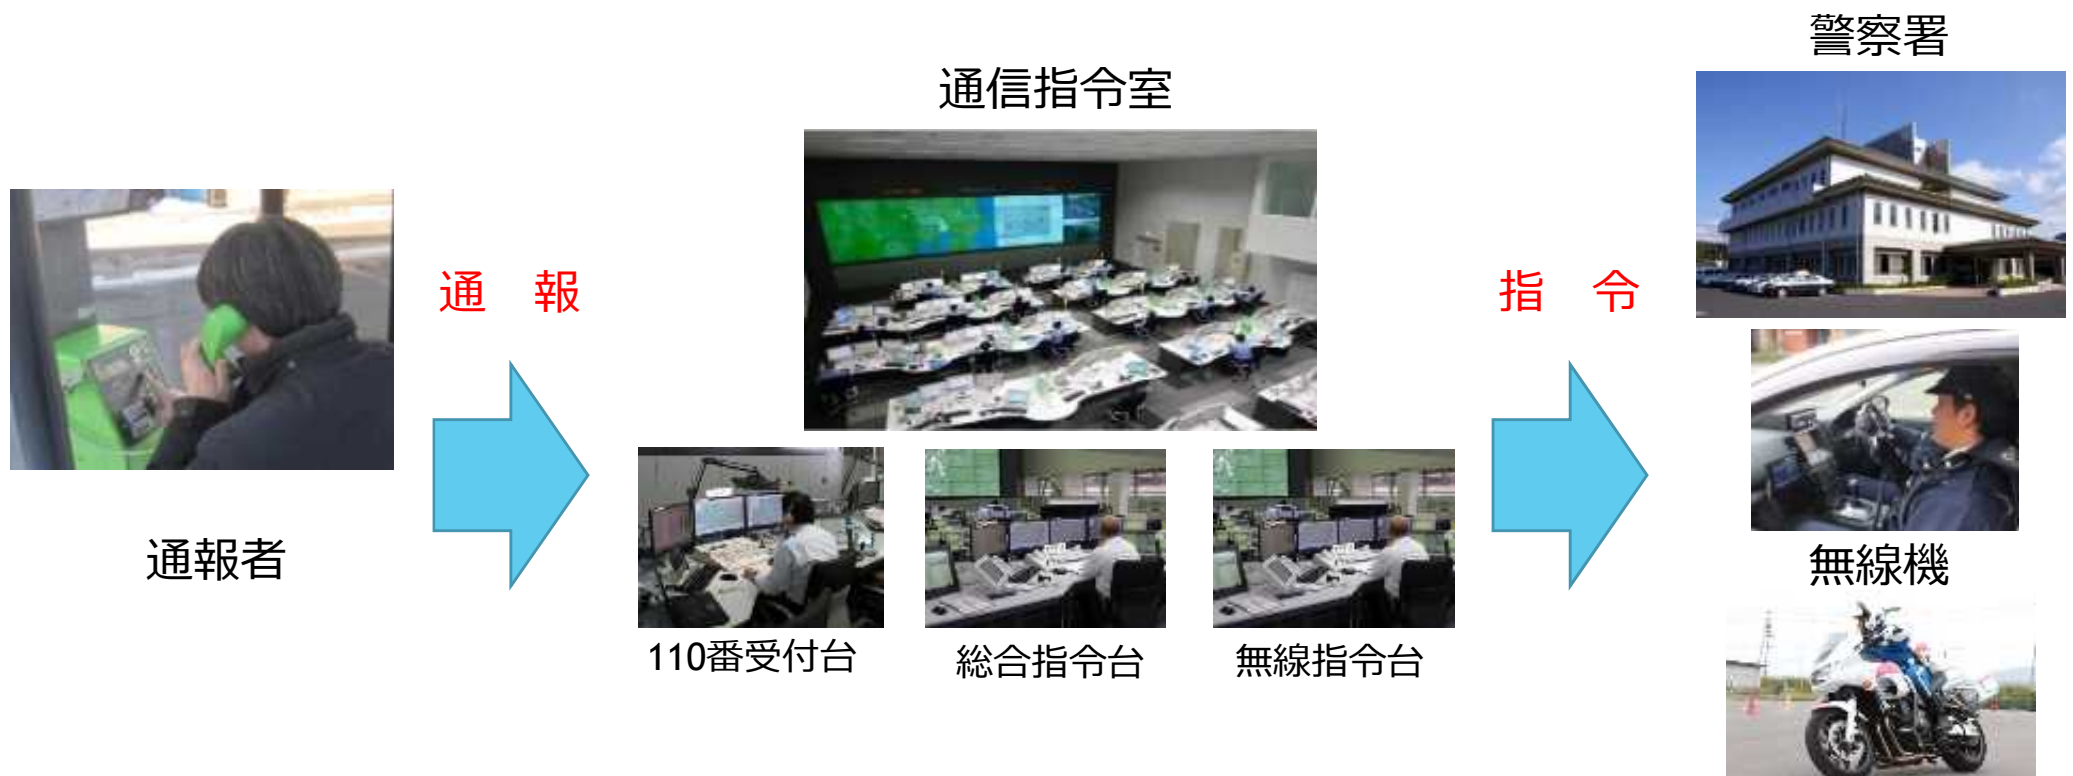 警察署
通信指令室
通　報
指　令
通報者
無線機
110番受付台
総合指令台
無線指令台